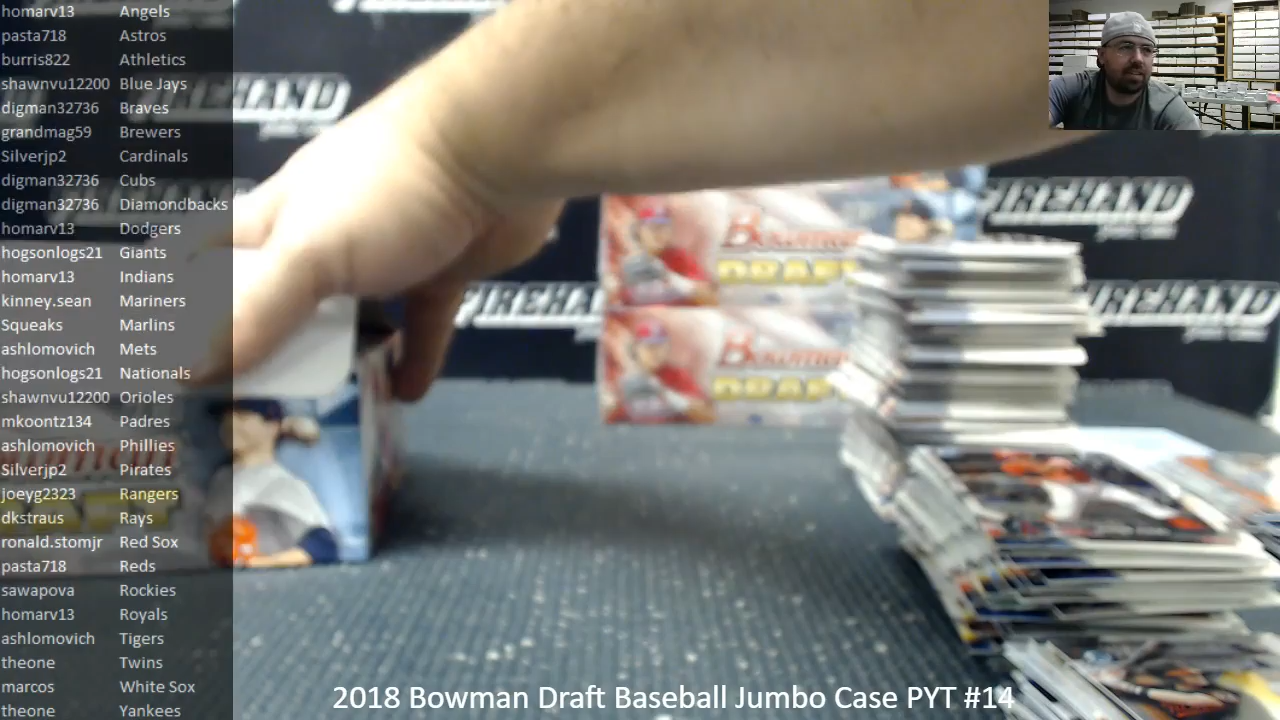 homarv13 Angels
pasta718 Astros
burris822 Athletics
shawnvu12200 Blue Jays
digman32736 Braves
grandmag59 Brewers
Silverjp2 Cardinals
digman32736 Cubs
digman32736 Diamondbacks
homarv13 Dodgers
hogsonlogs21 Giants
homarv13 Indians
kinney.sean Mariners
Squeaks Marlins
ashlomovich Mets
hogsonlogs21 Nationals
shawnvu12200 Orioles
mkoontz134 Padres
ashlomovich Phillies
Silverjp2 Pirates
joeyg2323 Rangers
dkstraus Rays
ronald.stomjr Red Sox
pasta718 Reds
sawapova Rockies
homarv13 Royals
ashlomovich Tigers
theone Twins
marcos White Sox
theone Yankees
FIREHAND
FIREHAND
FIREHAND
Bowman
DRAFT
Bowman
DRAFT
2018 Bowman Draft Baseball Jumbo Case PYT #14